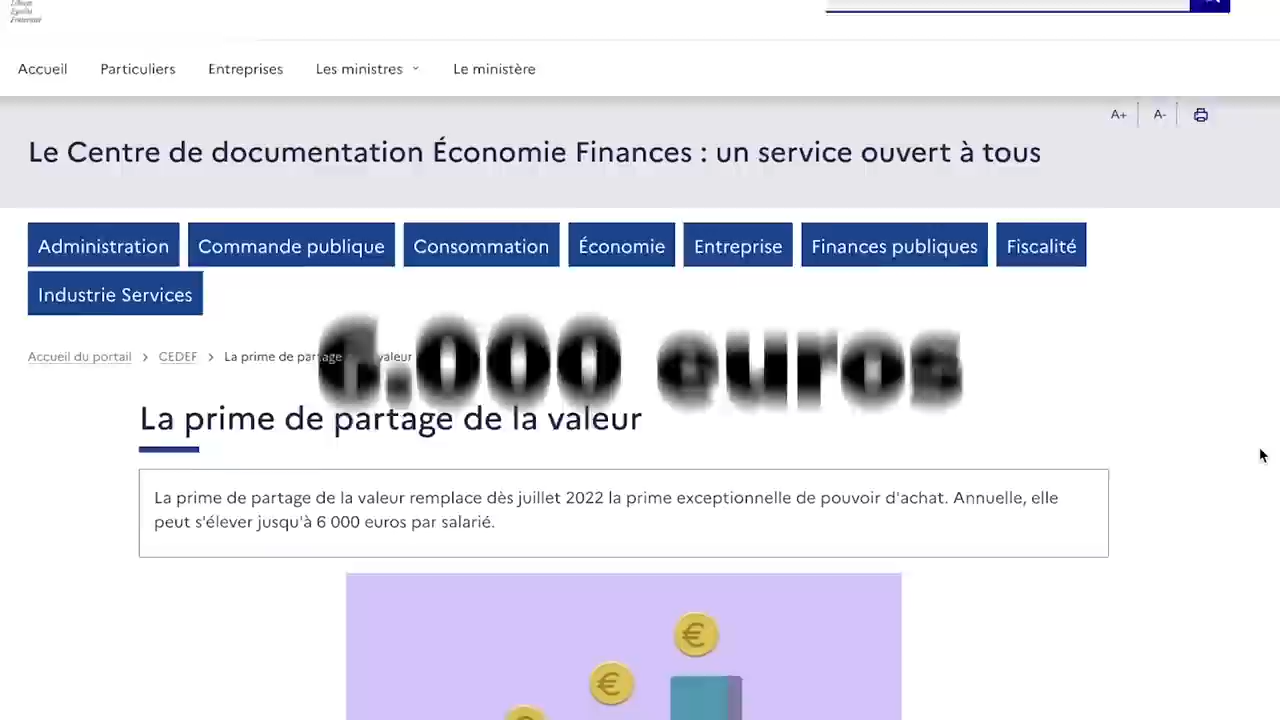 Accueil
Particuliers
Entreprises
Les ministres
Le ministère
A+
A-
Le Centre de documentation Économie Finances : un service ouvert à tous
Administration
Commande publique
Consommation
Économie
Entreprise
Finances publiques
Fiscalité
Industrie Services
6.000 euros
Accueil du portail > CEDEF > La prime de partage valeur
La prime de partage de la valeur
La prime de partage de la valeur remplace dès juillet 2022 la prime exceptionnelle de pouvoir d'achat. Annuelle, elle
peut s'élever jusqu'à 6 000 euros par salarié.
€
€